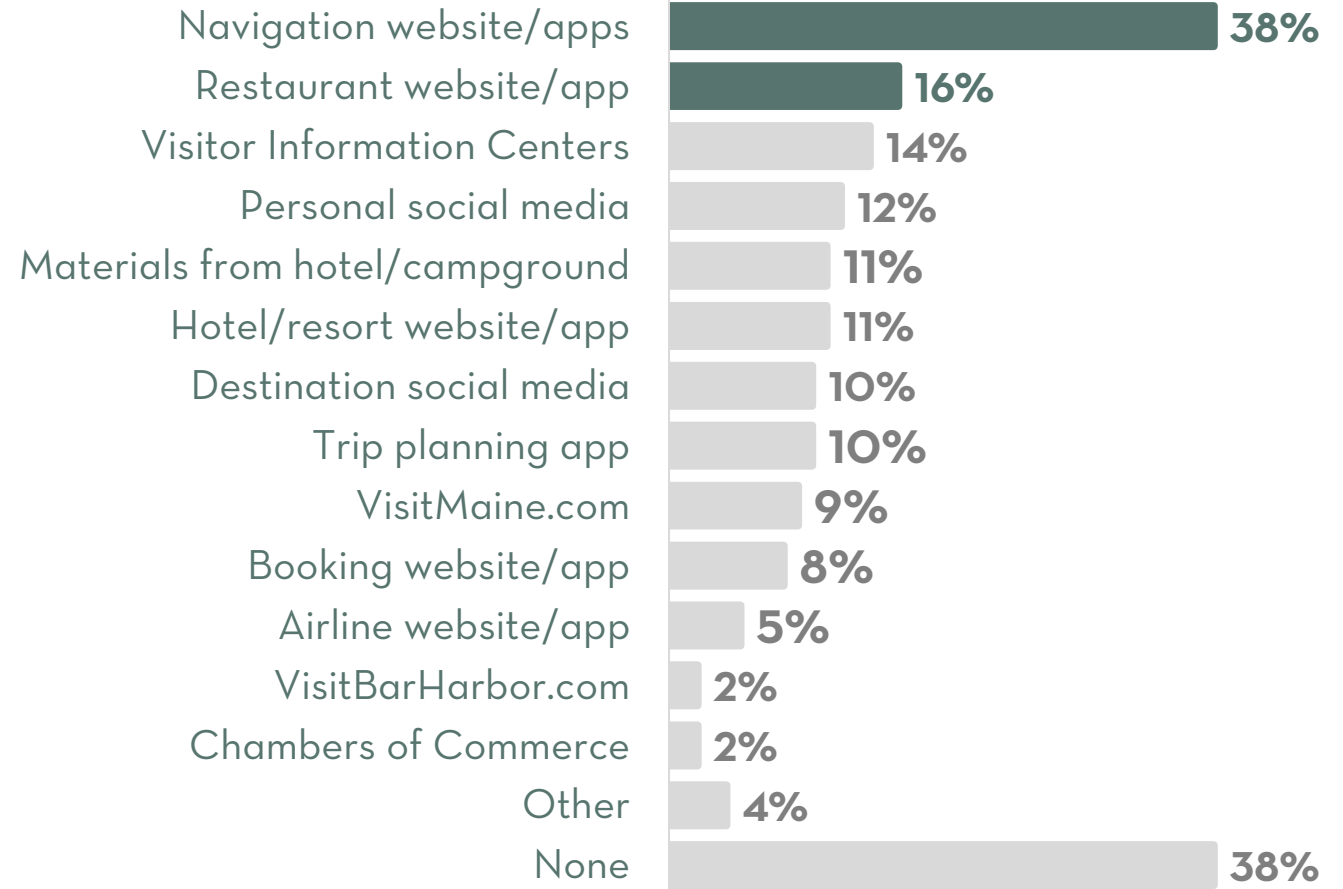 Navigation website/apps 38%
Restaurant website/app 16%
Visitor Information Centers 14%
Personal social media 12%
Materials from hotel/campground 11%
Hotel/resort website/app 11%
Destination social media 10%
Trip planning app 10%
VisitMaine.com 9%
Booking website/app 8%
Airline website/app 5%
VisitBarHarbor.com 2%
Chambers of Commerce 2%
Other 4%
None 38%